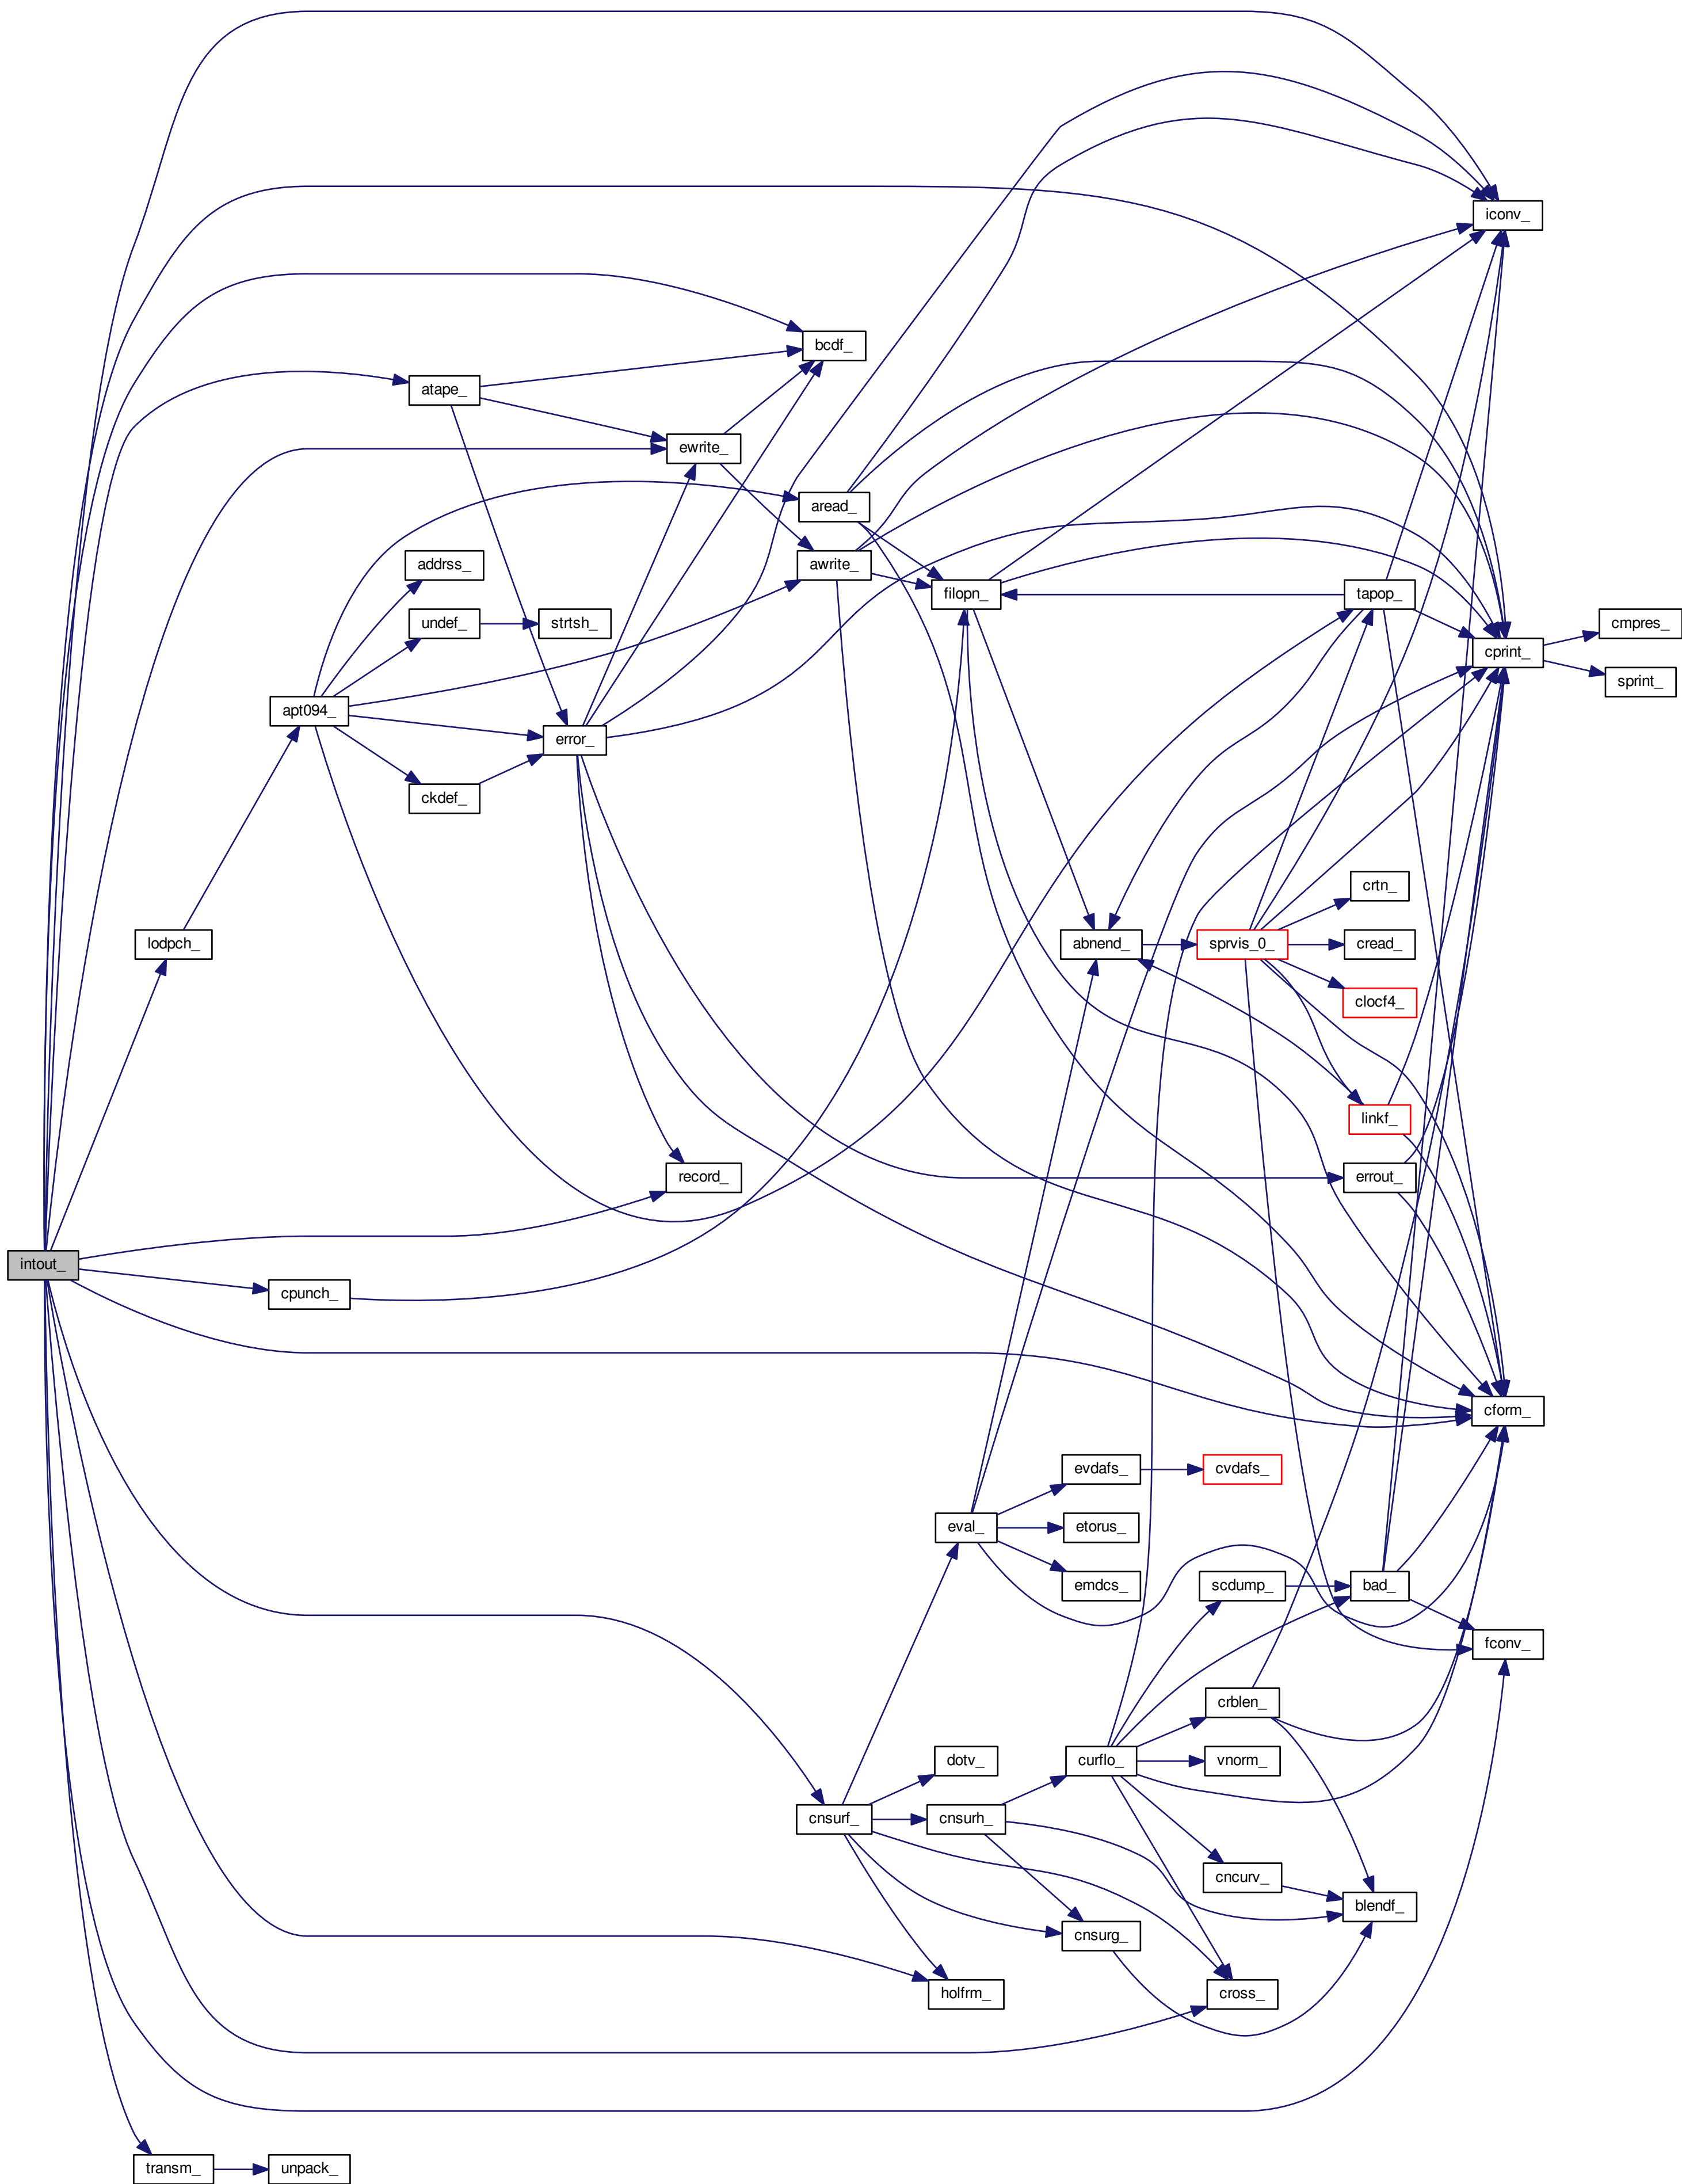 iconv_
bcdf_
atape_
ewrite_
aread_
addrss_
awrite_
filopn_
tapop_
undef_
strtsh_
cmpres_
cprint_
sprint_
apt094_
error_
ckdef_
crtn_
lodpch_
abnend_
sprvis_0_
cread_
clocf4_
linkf_
record_
errout_
intout_
cpunch_
cform_
evdafs_
cvdafs_
eval_
etorus_
emdcs_
scdump_
bad_
fconv_
crblen_
dotv_
curflo_
vnorm_
cnsurf_
cnsurh_
cncurv_
blendf_
cnsurg_
holfrm_
cross_
transm_
unpack_